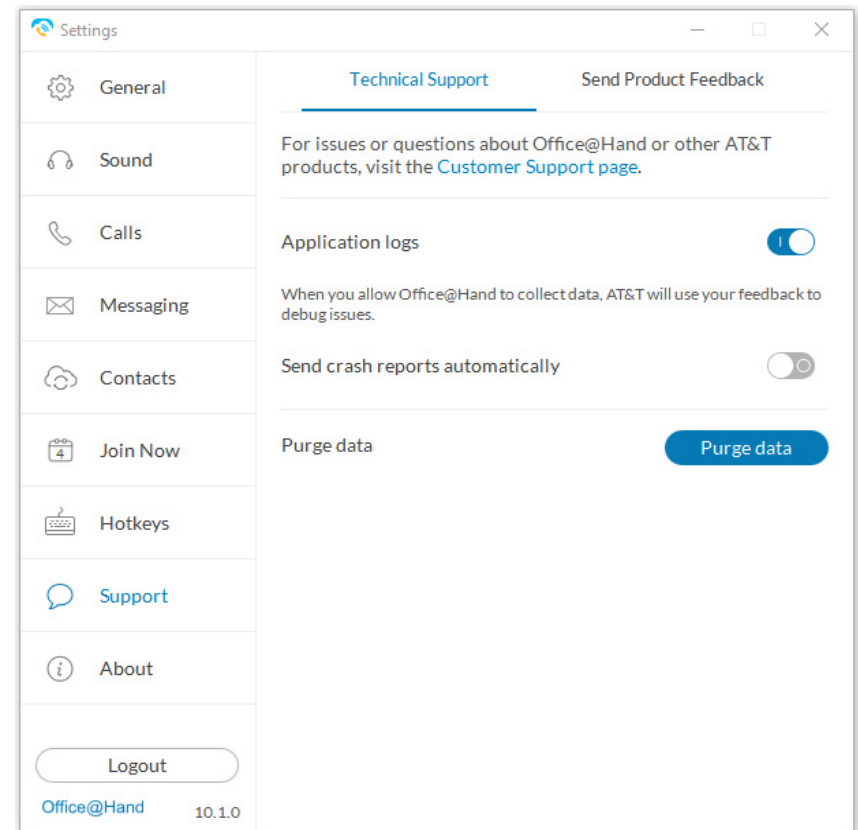 Settings
General
Sound
Calls
Messaging
Contacts
4
Join Now
Hotkeys
Support
About
Logout
Office@Hand 10.1.0
Technical Support Send Product Feedback
For issues or questions about Office@Hand or other AT&T
products, visit the Customer Support page.
Application logs
When you allow Office@Hand to collect data, AT&T will use your feedback to
debug issues.
Send crash reports automatically
Purge data Purge data